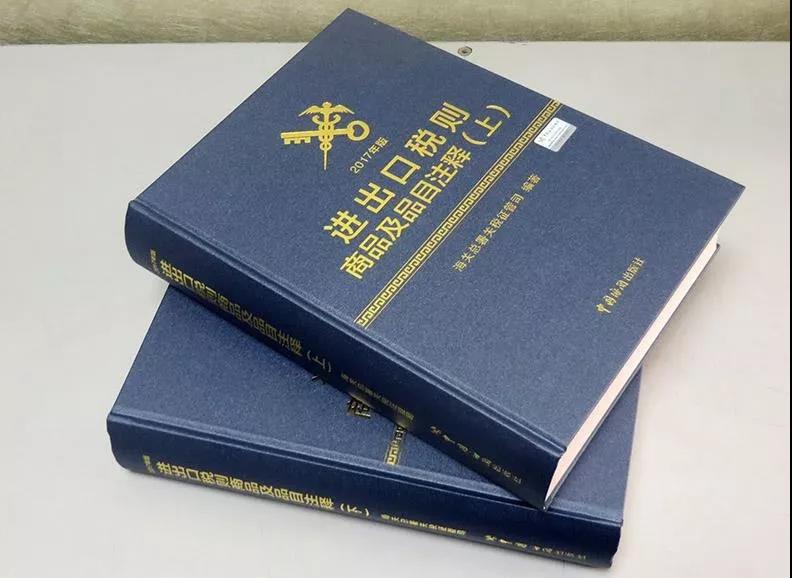 2017年版
进出口税则
商品及品目注释（上）
海关总署关税征管司 编著
中国海关出版社
进出口税则商品及品目注释（上）
进出口税则商品及品目注释（下）